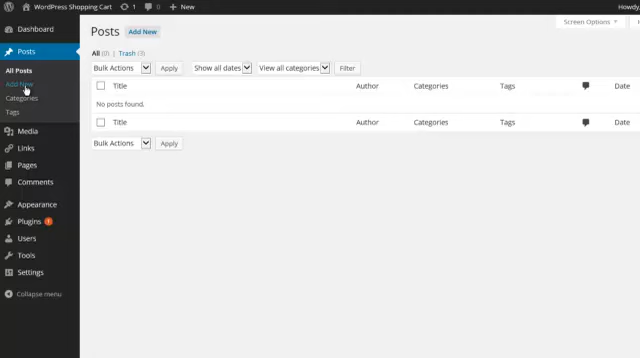 WordPress Shopping Cart 1 0 + New Howdy,
Dashboard
Posts
All Posts
Add New
Categories
Tags
Media
Links
Pages
Comments
Appearance
Plugins 1
Users
Tools
Settings
Collapse menu
Posts Add New
Screen Options
All (0) | Trash (3)
Bulk Actions Apply Show all dates View all categories Filter
Title Author Categories Tags Date
No posts found.
Title Author Categories Tags Date
Bulk Actions Apply